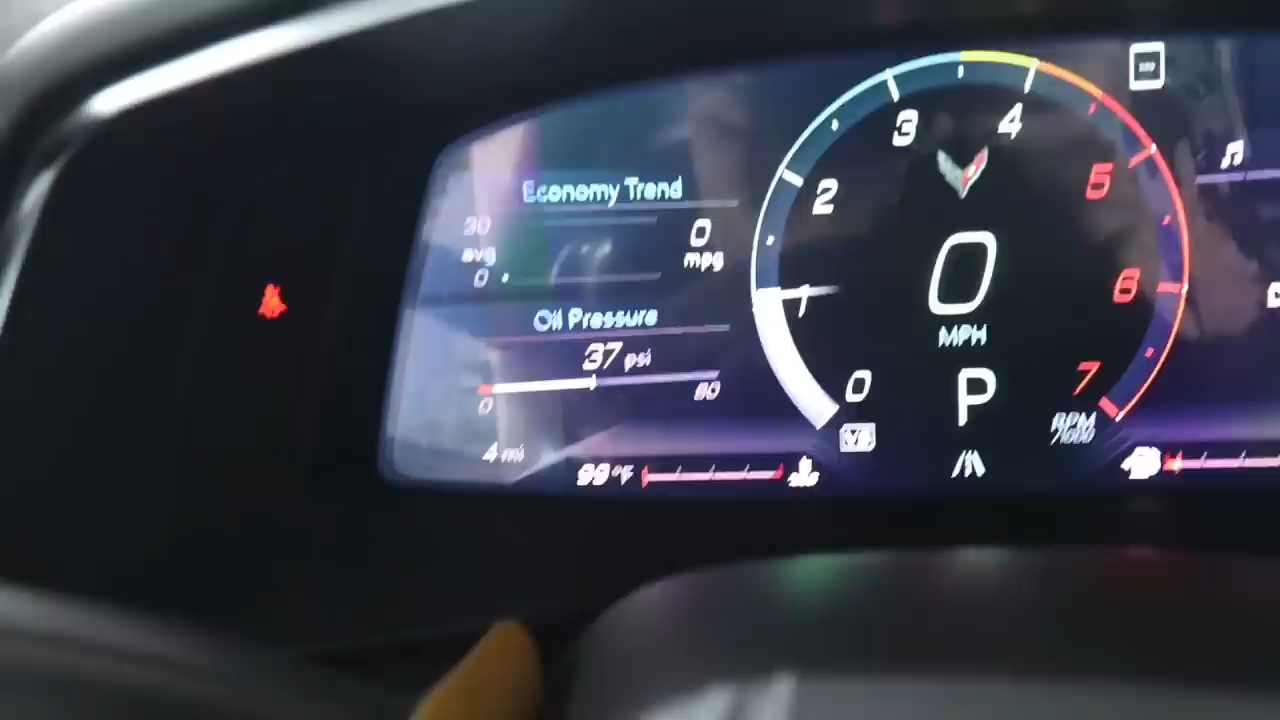 Economy Trend
30
avg
0
0
mpg
Oil Pressure
37 psi
0
80
4 mi
99 °F
0
1
2
3
4
5
6
7
RPM
/1000
0
MPH
P